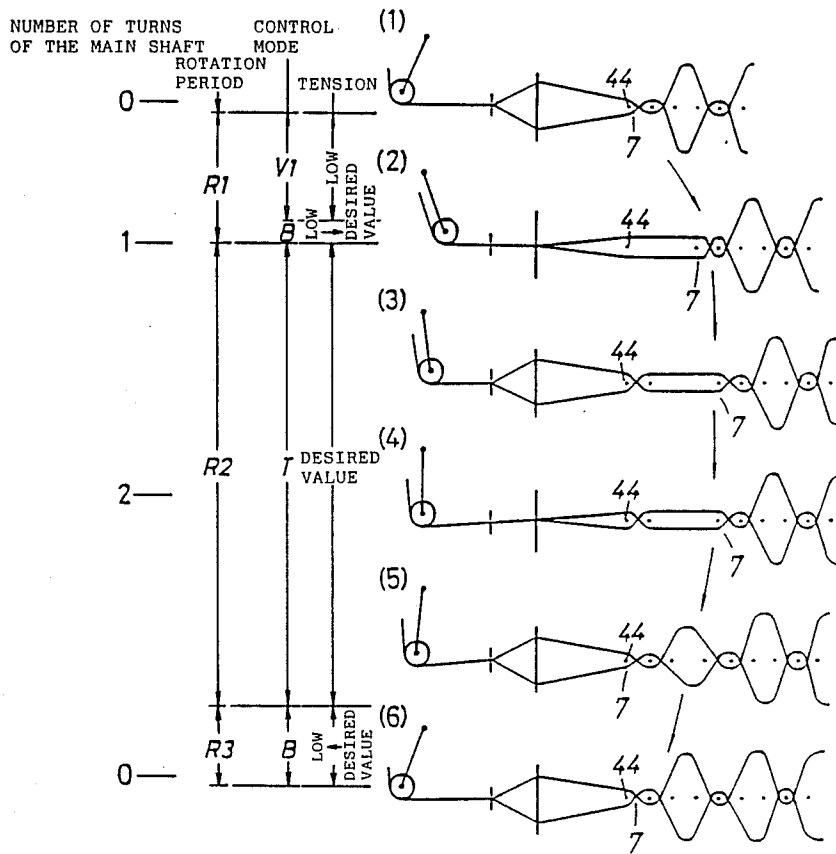 NUMBER OF TURNS
OF THE MAIN SHAFT
CONTROL
MODE
ROTATION
PERIOD
TENSION
(1)
0
44
7
R1
V1
LOW
(2)
B
LOW
DESIRED
VALUE
44
1
7
(3)
44
7
R2
T
DESIRED
VALUE
(4)
2
44
7
(5)
44
7
(6)
R3
B
LOW
DESIRED
VALUE
0
44
7